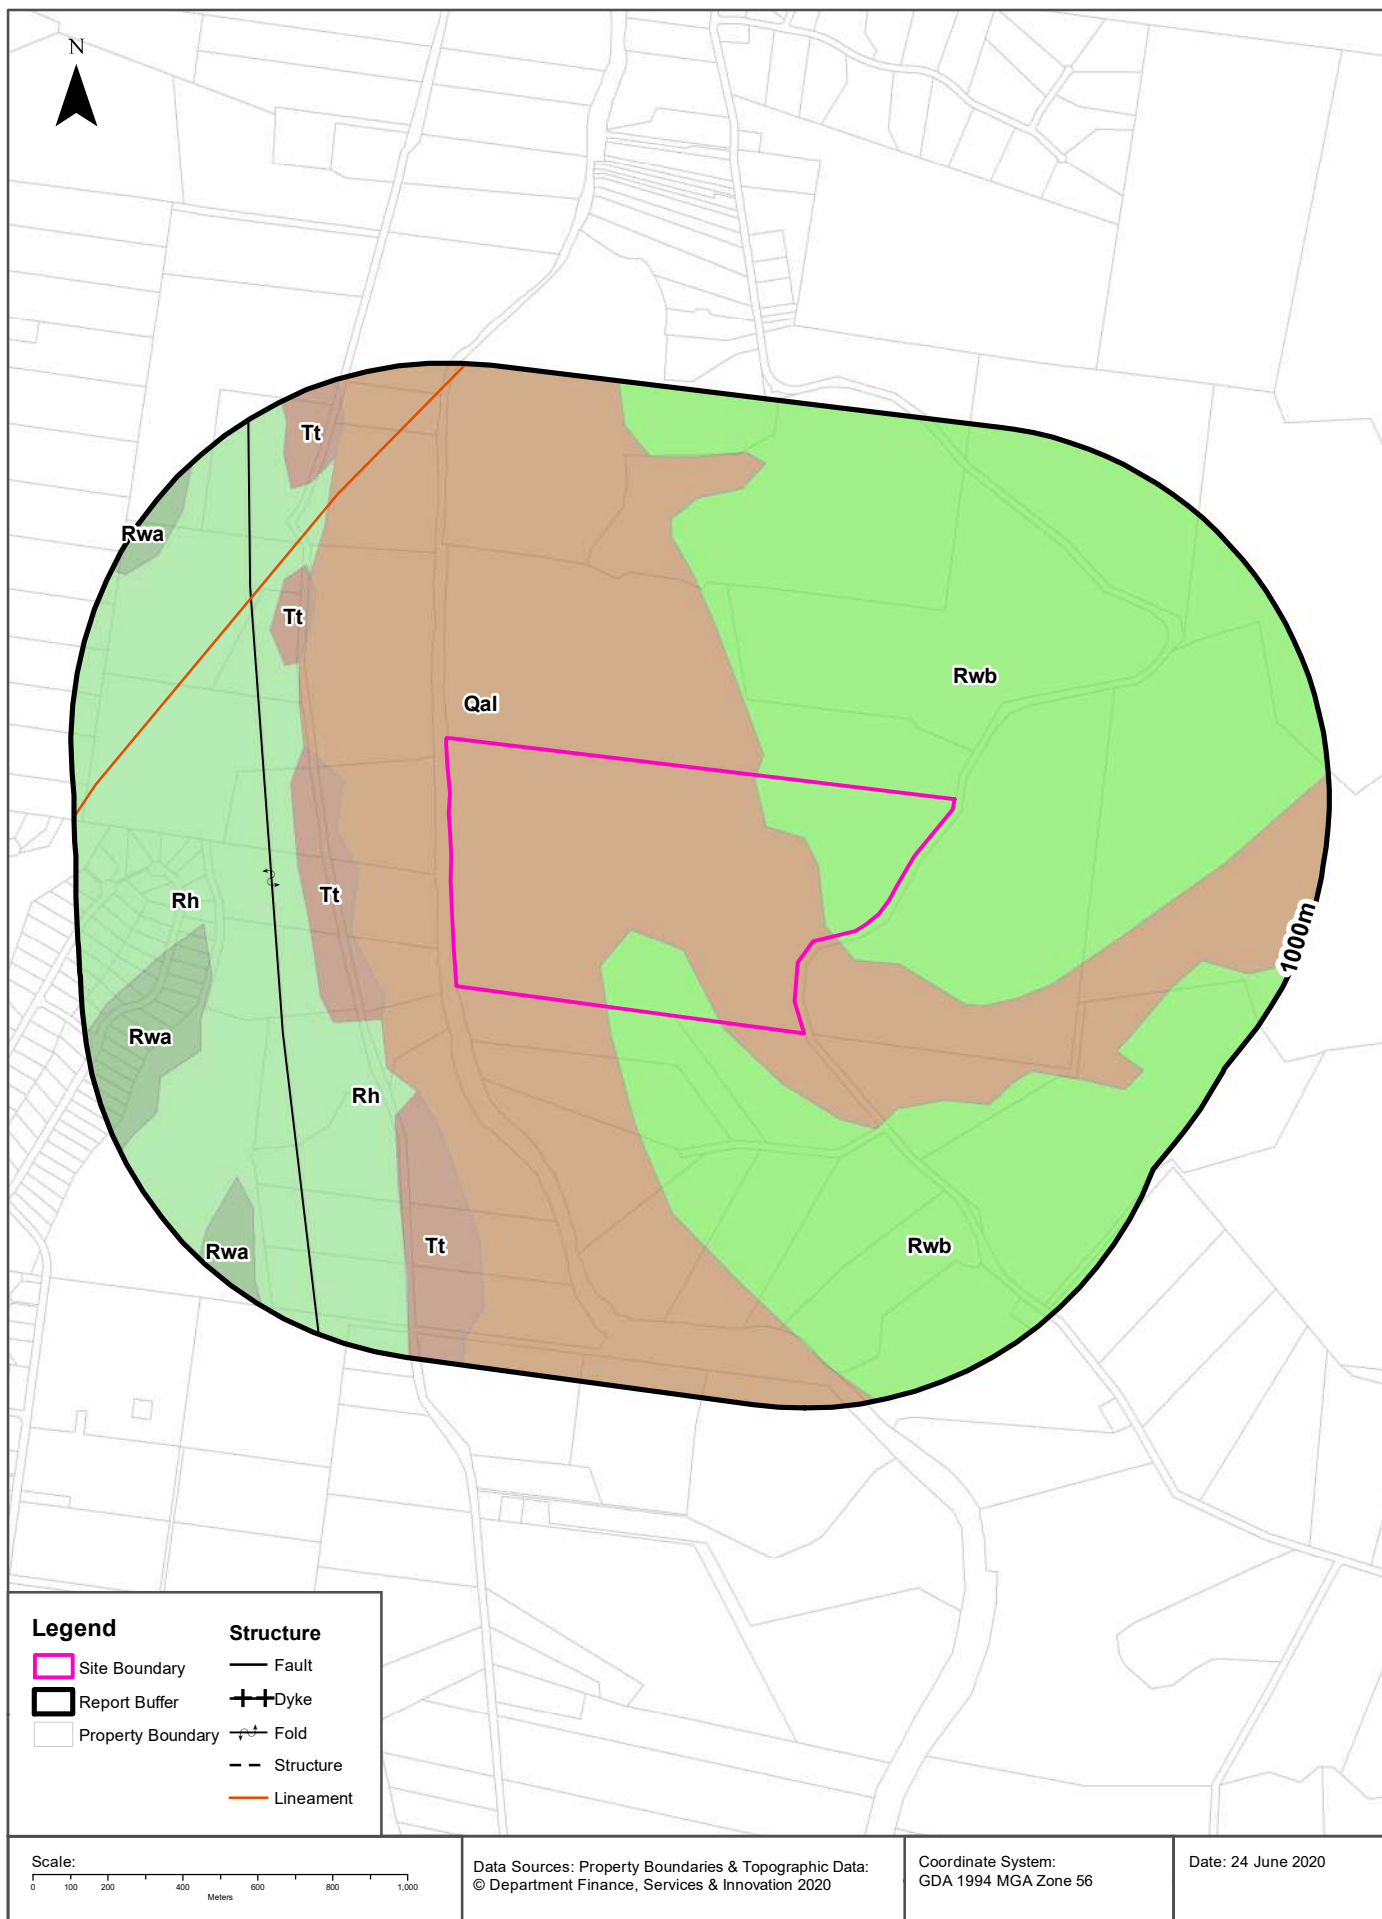 N
Tt
Rwa
Tt
Rwb
Qal
Rh
Tt
1000m
Rwa
Rh
Rwa
Tt
Rwb
Legend
Site Boundary
Report Buffer
Property Boundary
Structure
Fault
Dyke
Fold
Structure
Lineament
Scale:
0 100 200 400 600 800 1,000
Meters
Data Sources: Property Boundaries & Topographic Data:
© Department Finance, Services & Innovation 2020
Coordinate System:
GDA 1994 MGA Zone 56
Date: 24 June 2020